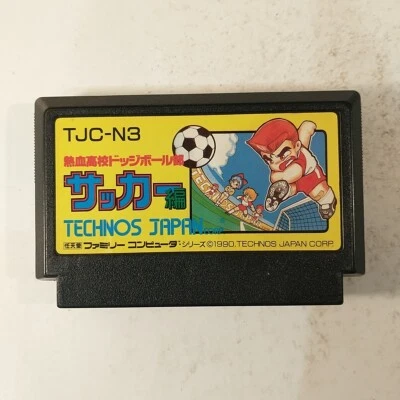 TJC-N3
熱血高校ドッジボール部
サッカー編
TECHNOS JAPAN
任天堂 ファミリー コンピュータ シリーズ ©1990. TECHNOS JAPAN CORP.
TECHNOS